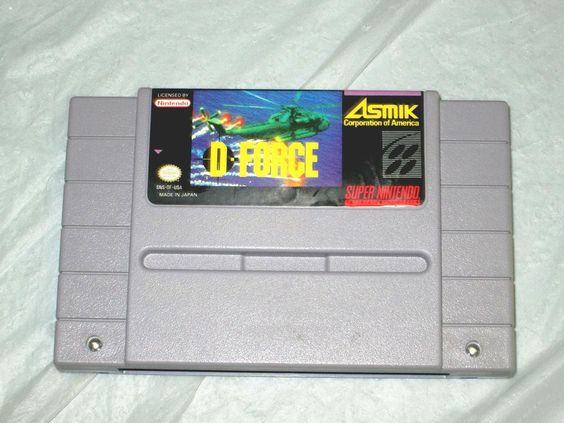 LICENSED BY
Nintendo
D·FORCE
ASMIK
Corporation of America
SNS-DF-USA
MADE IN JAPAN
SUPER NINTENDO